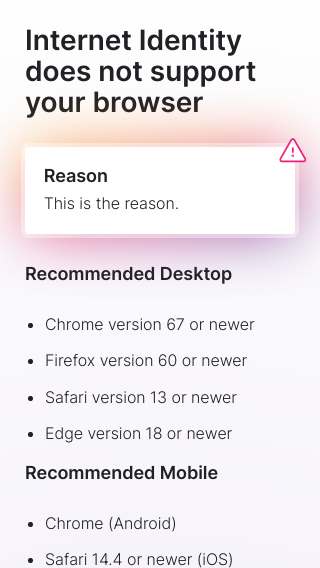 Internet Identity
does not support
your browser
Reason
This is the reason.
Recommended Desktop
Chrome version 67 or newer
Firefox version 60 or newer
Safari version 13 or newer
Edge version 18 or newer
Recommended Mobile
Chrome (Android)
Safari 14.4 or newer (iOS)